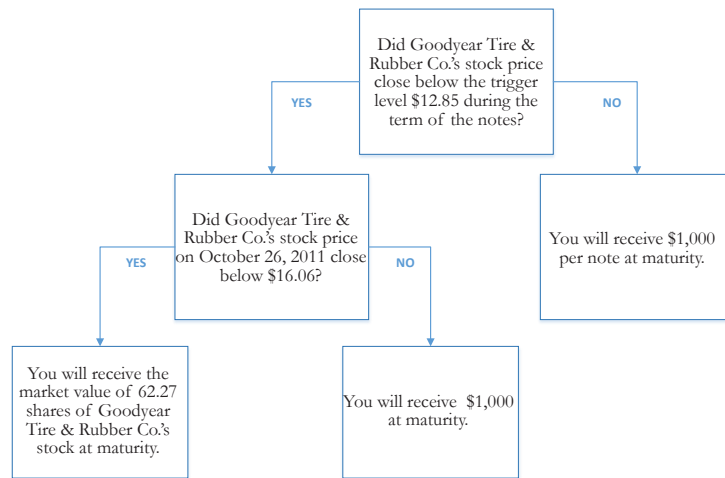 Did Goodyear Tire &
Rubber Co.'s stock price
close below the trigger
level $12.85 during the
term of the notes?
YES
NO
Did Goodyear Tire &
Rubber Co.'s stock price
on October 26, 2011 close
below $16.06?
You will receive $1,000
per note at maturity.
YES
NO
You will receive the
market value of 62.27
shares of Goodyear
Tire & Rubber Co.'s
stock at maturity.
You will receive $1,000
at maturity.